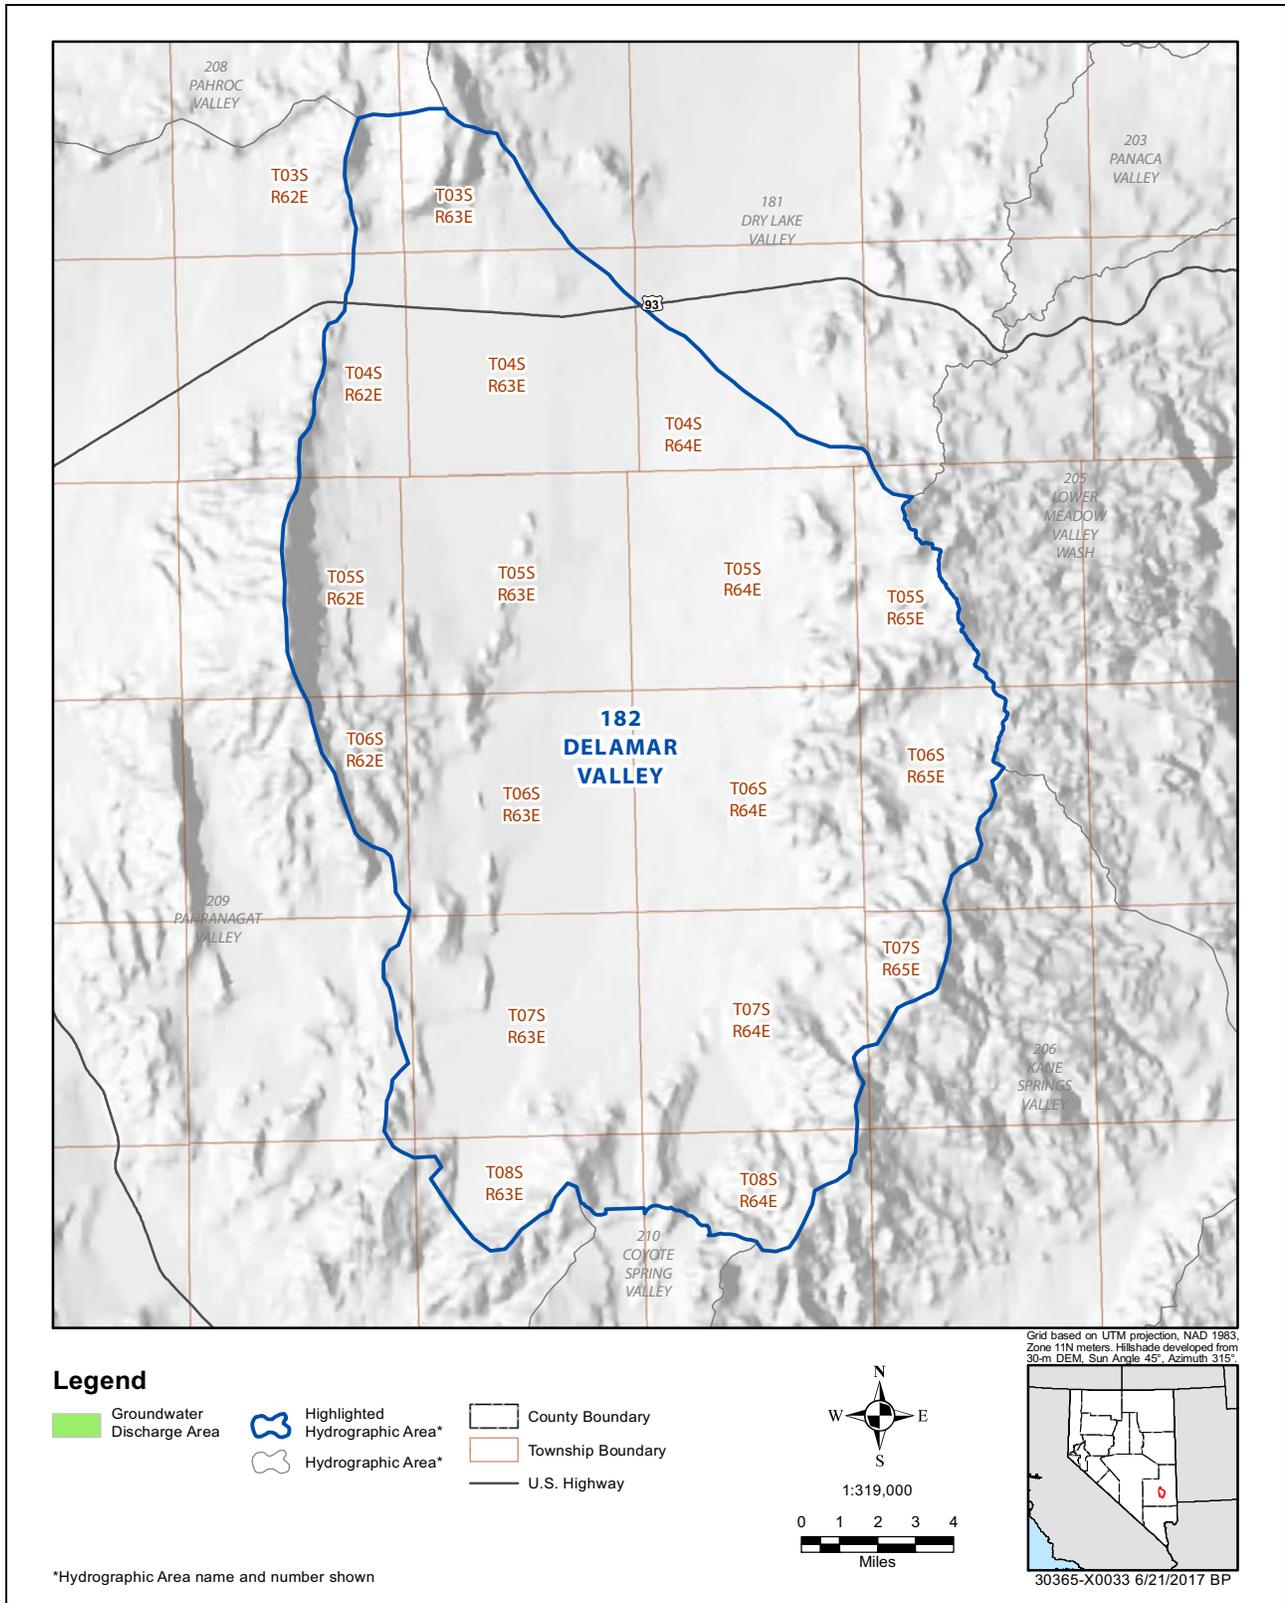 208
PAHROC
VALLEY
203
PANACA
VALLEY
T03S
R62E
T03S
R63E
181
DRY LAKE
VALLEY
93
T04S
R62E
T04S
R63E
T04S
R64E
205
LOWER
MEADOW
VALLEY
WASH
T05S
R62E
T05S
R63E
T05S
R64E
T05S
R65E
182
DELAMAR
VALLEY
T06S
R62E
T06S
R63E
T06S
R64E
T06S
R65E
209
PAHRANAGAT
VALLEY
T07S
R65E
T07S
R63E
T07S
R64E
206
KANE
SPRINGS
VALLEY
T08S
R63E
T08S
R64E
210
COYOTE
SPRING
VALLEY
Grid based on UTM projection, NAD 1983,
Zone 11N meters. Hillshade developed from
30-m DEM, Sun Angle 45°, Azimuth 315°.
Legend
Groundwater
Discharge Area
Highlighted
Hydrographic Area*
Hydrographic Area*
County Boundary
Township Boundary
U.S. Highway
N
W E
S
1:319,000
0 1 2 3 4
Miles
*Hydrographic Area name and number shown
30365-X0033 6/21/2017 BP